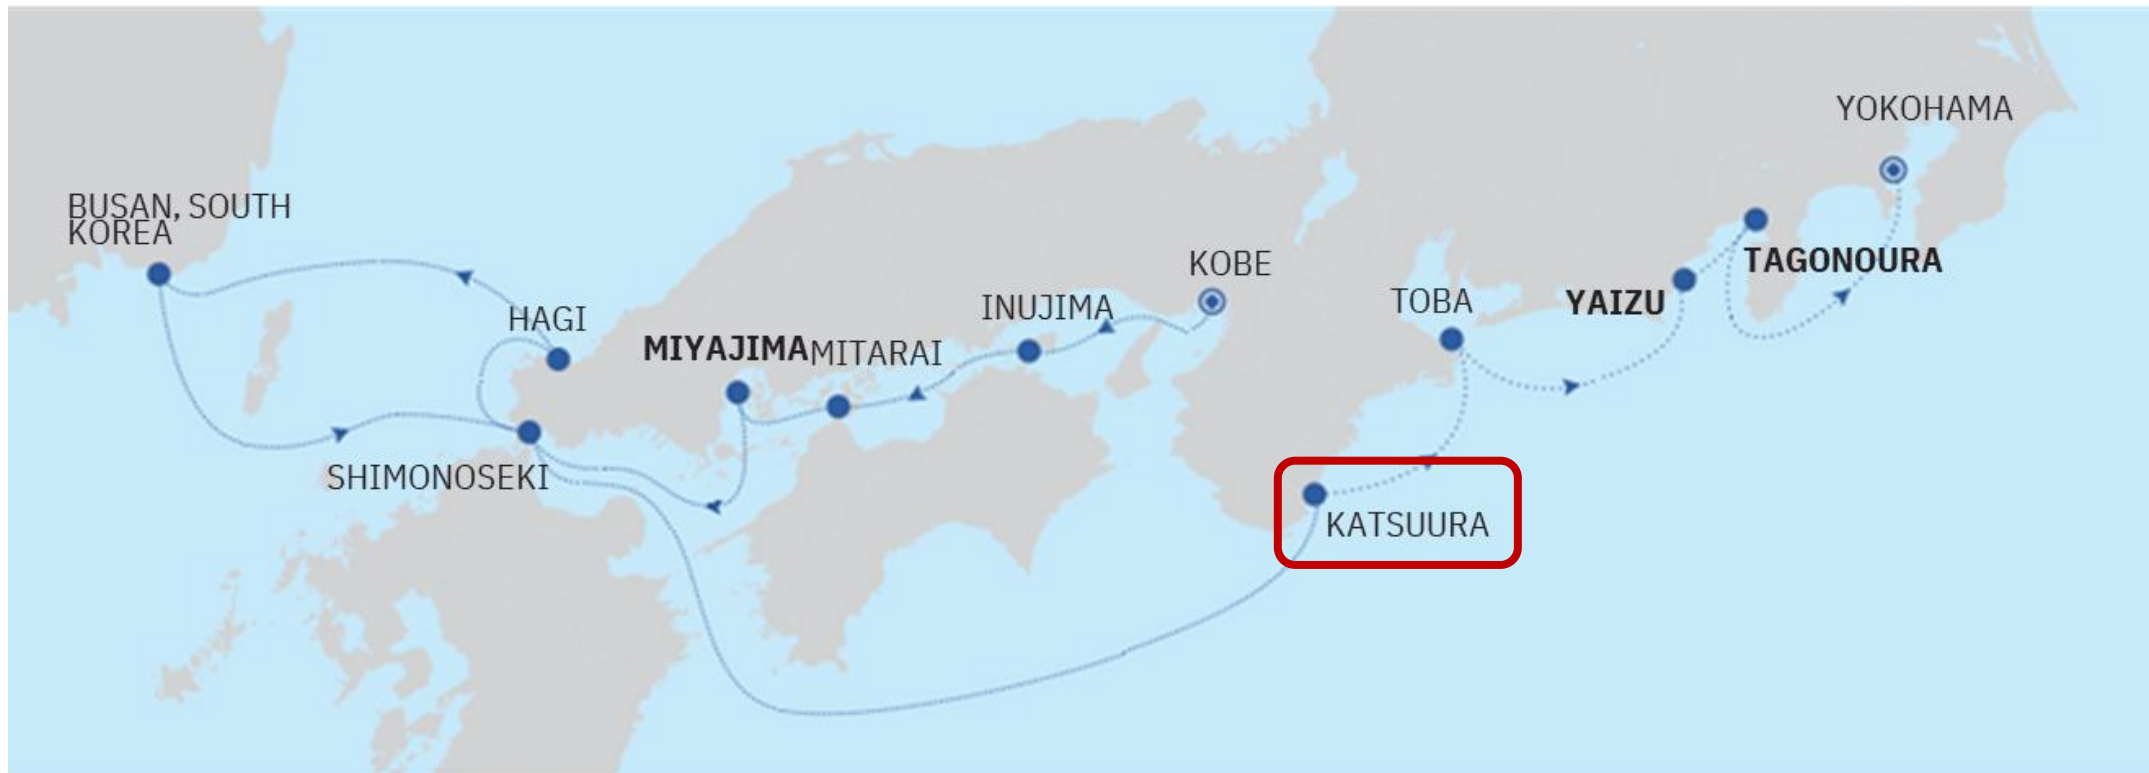 YOKOHAMA
BUSAN, SOUTH
KOREA
KOBE
TAGONOURA
INUJIMA
TOBA
YAIZU
HAGI
MIYAJIMA
MITARAI
SHIMONOSEKI
KATSUURA